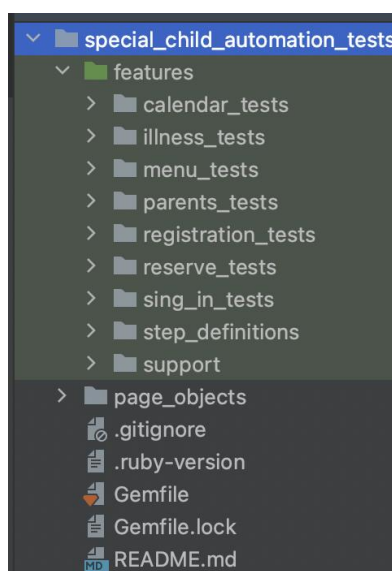 special_child_automation_tests
features
calendar_tests
illness_tests
menu_tests
parents_tests
registration_tests
reserve_tests
sing_in_tests
step_definitions
support
page_objects
.gitignore
.ruby-version
Gemfile
Gemfile.lock
MD README.md